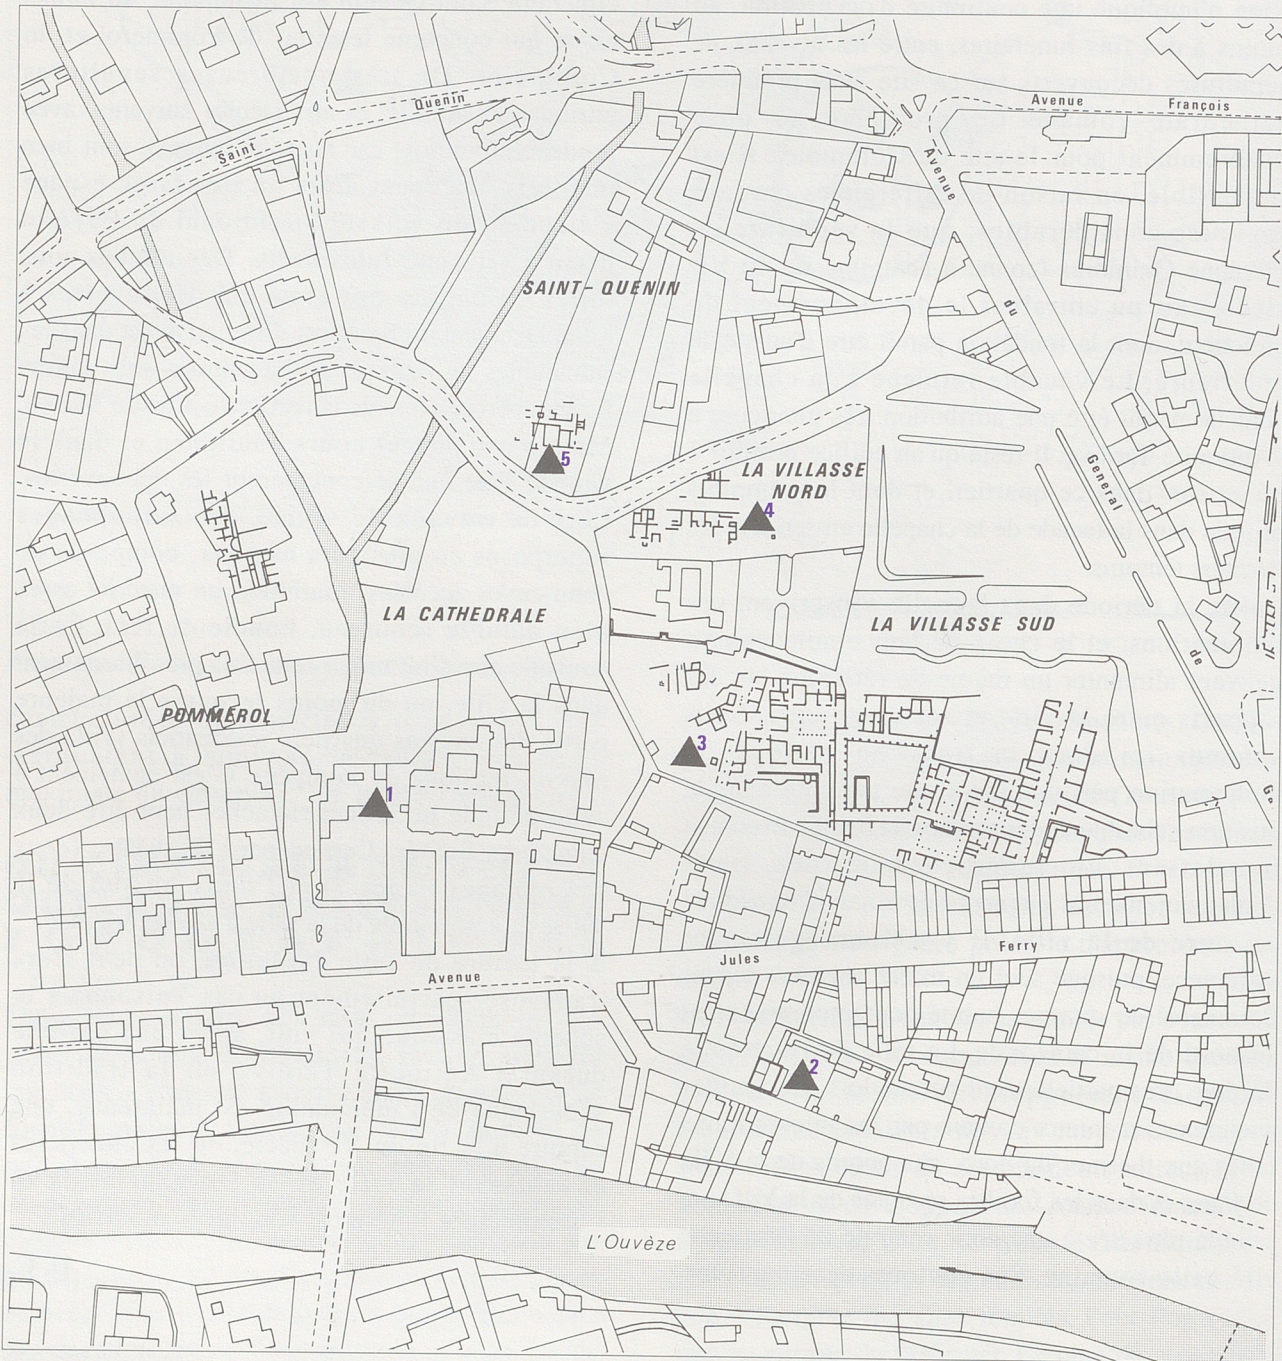 Quenin
Avenue François
Saint
Avenue
SAINT-QUENIN
du
5
LA VILLASSE
NORD
General
4
LA CATHEDRALE
LA VILLASSE SUD
de
POMMEROL
3
1
Jules
Ferry
Avenue
2
L'Ouvèze